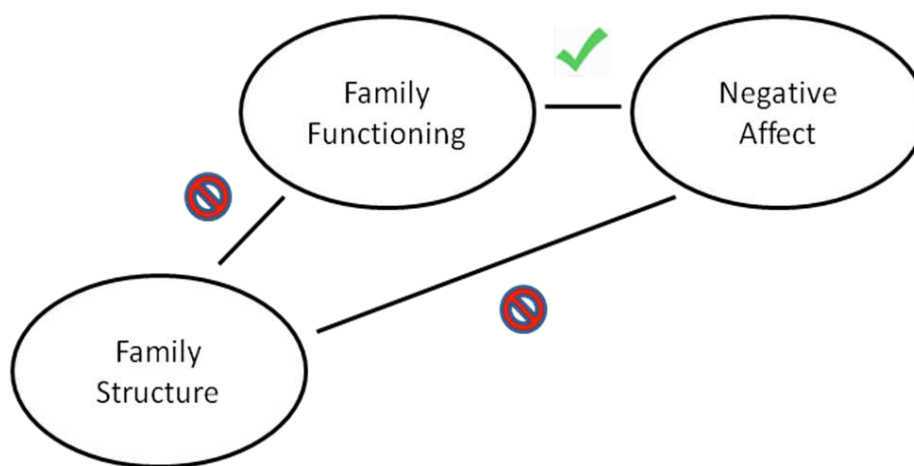 Family
Functioning
Negative
Affect
Family
Structure